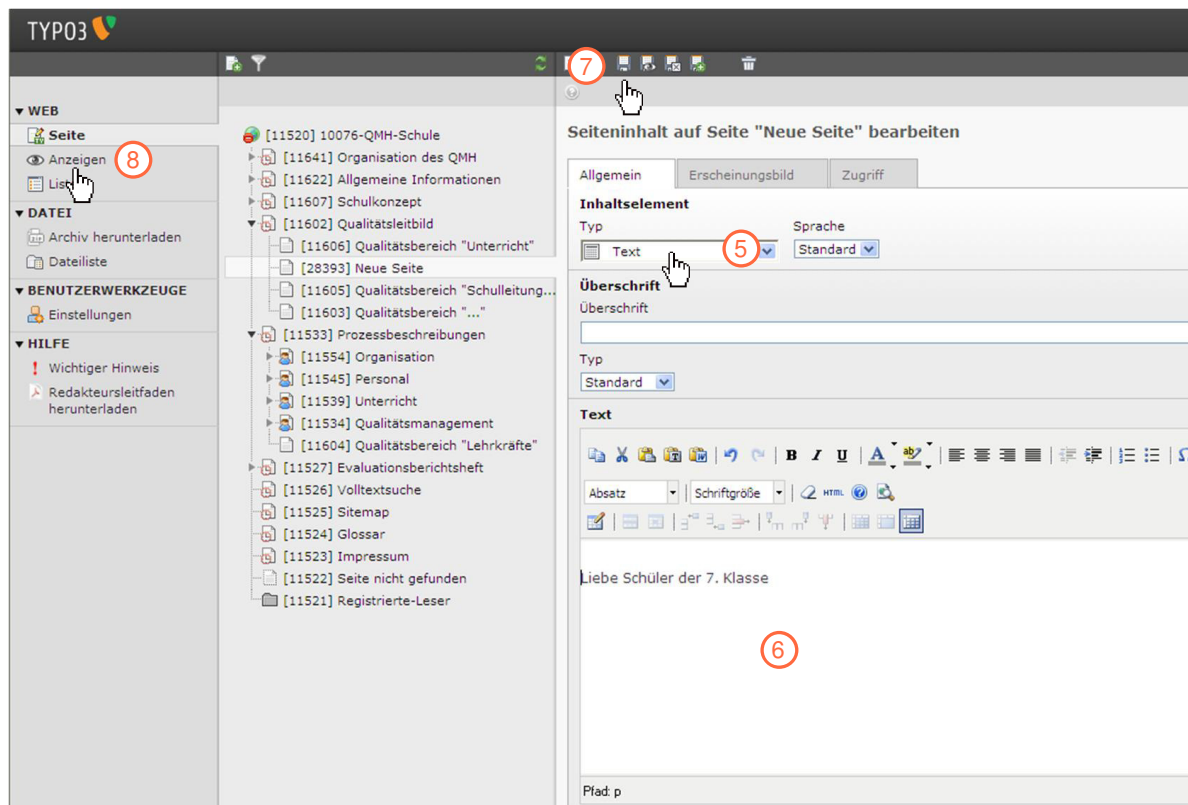 TYPO3
7
WEB
Seite
Anzeigen
8
DATEI
Archiv herunterladen
Dateiliste
BENUTZERWERKZEUGE
Einstellungen
HILFE
Wichtiger Hinweis
Redakteursleitfaden
herunterladen
[11520] 10076-QMH-Schule
[11641] Organisation des QMH
[11622] Allgemeine Informationen
[11607] Schulkonzept
[11602] Qualitätsleitbild
[11606] Qualitätsbereich "Unterricht"
[28393] Neue Seite
[11605] Qualitätsbereich "Schulleitung...
[11603] Qualitätsbereich "..."
[11533] Prozessbeschreibungen
[11554] Organisation
[11545] Personal
[11539] Unterricht
[11534] Qualitätsmanagement
[11604] Qualitätsbereich "Lehrkräfte"
[11527] Evaluationsberichtsheft
[11526] Volltextsuche
[11525] Sitemap
[11524] Glossar
[11523] Impressum
[11522] Seite nicht gefunden
[11521] Registrierte-Leser
Seiteninhalt auf Seite "Neue Seite" bearbeiten
Allgemein Erscheinungsbild Zugriff
Inhaltselement
Typ Sprache
Text 5 Standard
Überschrift
Überschrift
Typ
Standard
Text
B I U A ab
Absatz Schriftgröße HTML
Liebe Schüler der 7. Klasse
6
Pfad: p